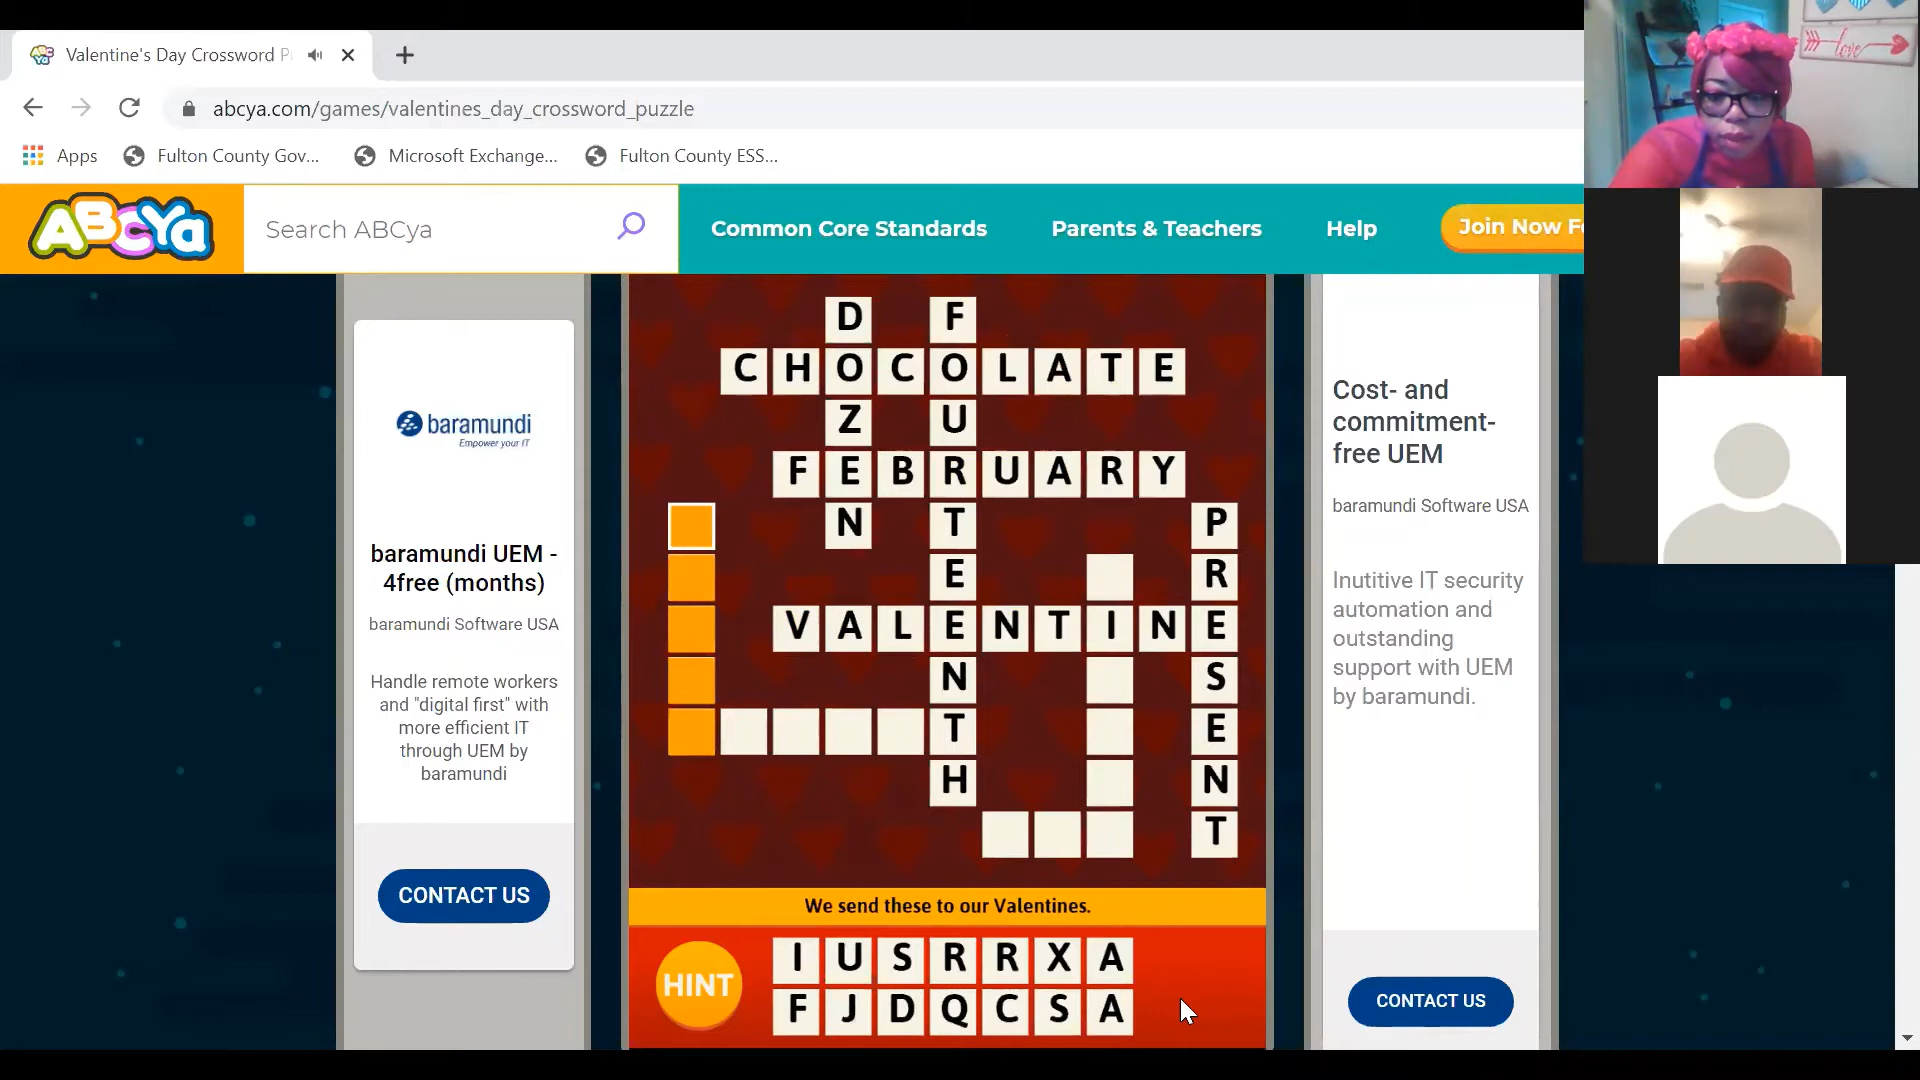 Valentine's Day Crossword P
abcya.com/games/valentines_day_crossword_puzzle
Apps
Fulton County Gov...
Microsoft Exchange...
Fulton County ESS...
ABCYa
Search ABCya
Common Core Standards
Parents & Teachers
Help
Join Now F
love
baramundi
Empower your IT
baramundi UEM -
4free (months)
baramundi Software USA
Handle remote workers
and "digital first" with
more efficient IT
through UEM by
baramundi
CONTACT US
D F
CHOCOLATE
Z U
FEBRUARY
N T P
E R
VALENTINE
N S
T E
H N
T
We send these to our Valentines.
HINT
I U S R R X A
F J D Q C S A
Cost- and
commitment-
free UEM
baramundi Software USA
Inutitive IT security
automation and
outstanding
support with UEM
by baramundi.
CONTACT US